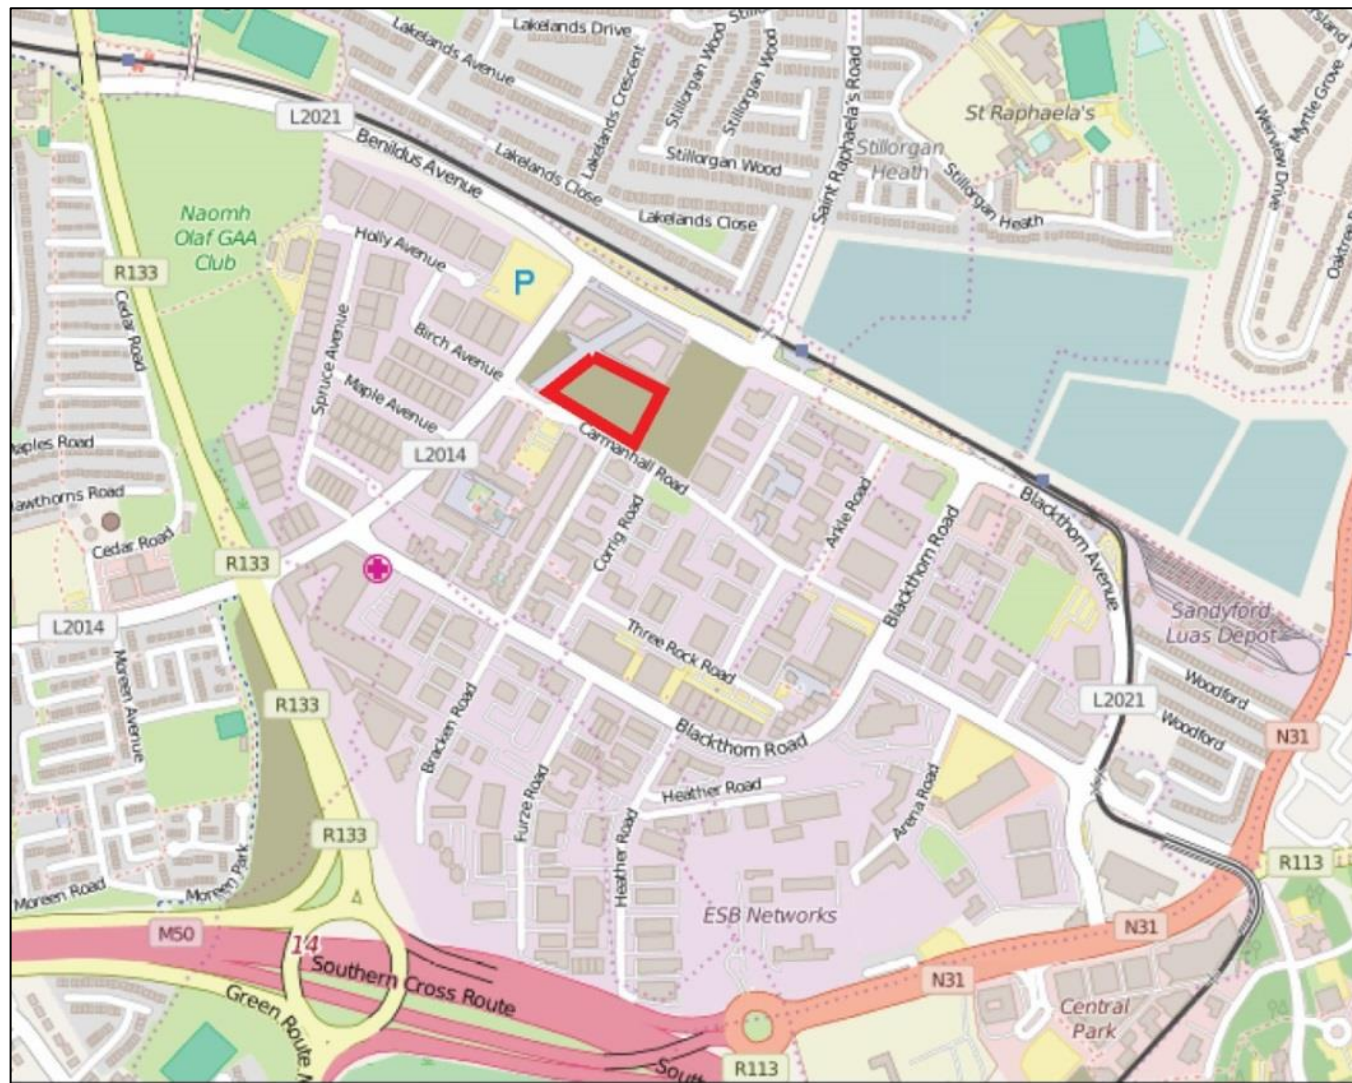 Lakelands Drive
Lakelands Avenue
Lakelands Crescent
Stillorgan Wood
Stillorgan Wood
Saint Raphaela's Road
St Raphaela's
Myrtle Grove
Weirview Drive
L2021
Benildus Avenue
Lakelands Close
Stillorgan Wood
Stillorgan
Heath
Stillorgan Heath
Lakelands Close
Naomh
Olaf GAA
Club
Holly Avenue
P
R133
Cedar Road
Birch Avenue
Spruce Avenue
Maple Avenue
Carmanhall Road
L2014
Corrig Road
Arkle Road
Blackthorn Road
Blackthorn Avenue
Cedar Road
R133
L2014
Sandyford
Luas Depot
Three Rock Road
Moreen Avenue
Woodford
L2021
Woodford
R133
Bracken Road
Blackthorn Road
N31
Furze Road
Heather Road
Heather Road
Arena Road
R133
R113
Moreen Road
Moreen Park
ESB Networks
M50
14
N31
Southern Cross Route
N31
Green Route
Central
Park
R113